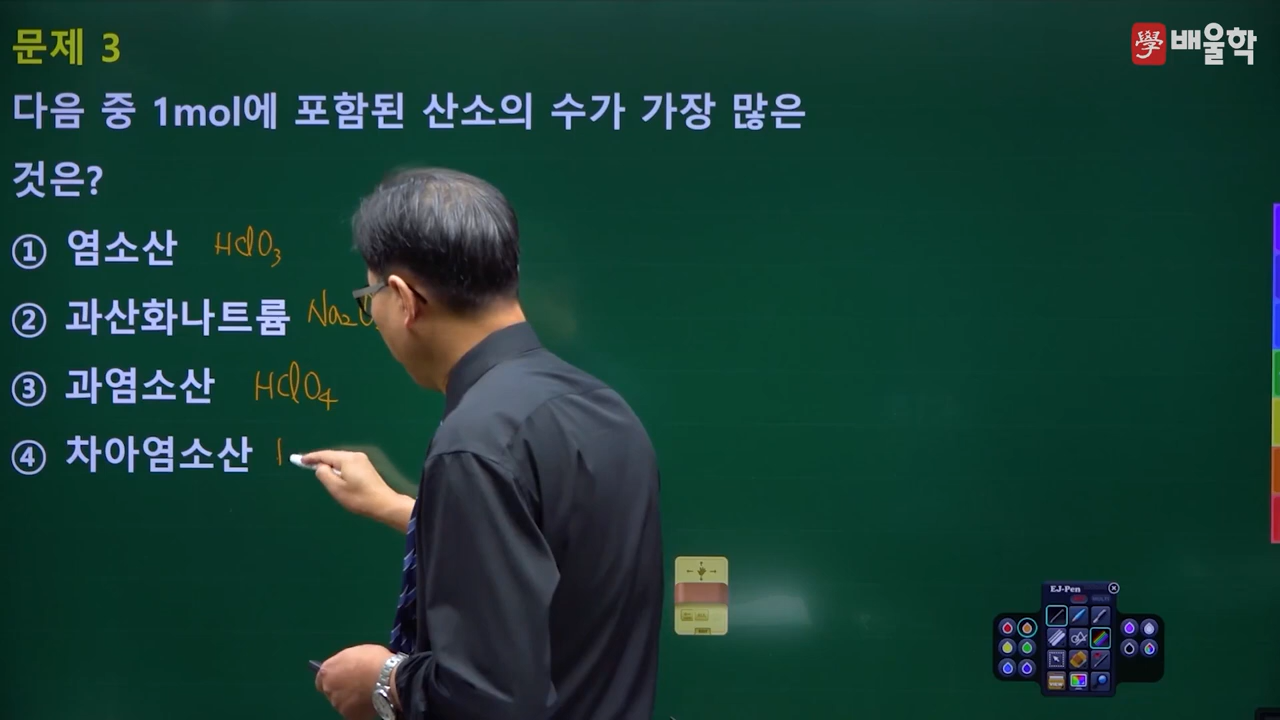 문제 3
學 배울학
다음 중 1mol에 포함된 산소의 수가 가장 많은
것은?
① 염소산 HClO₃
② 과산화나트륨 Na₂O
③ 과염소산 HClO₄
④ 차아염소산
EJ-Pen